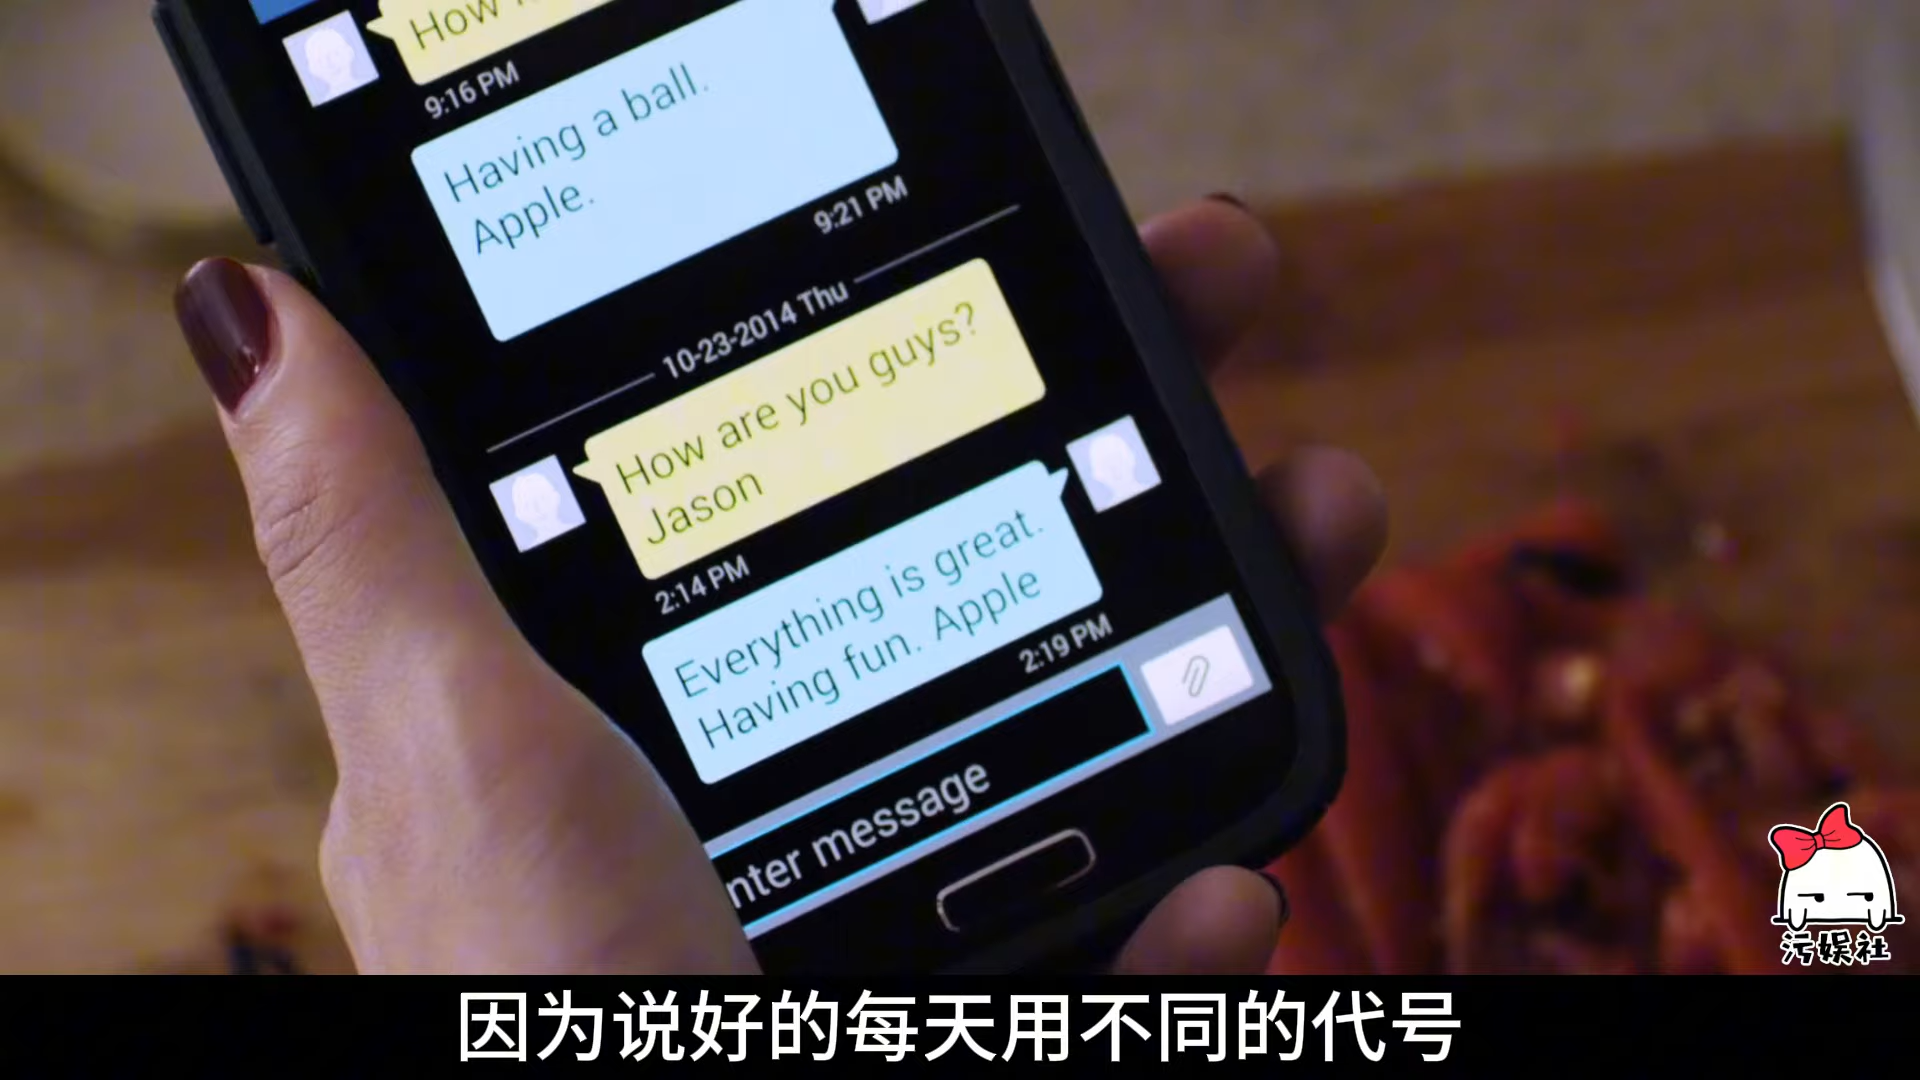 How
9:16 PM
Having a ball.
Apple.
9:21 PM
10-23-2014 Thu
How are you guys?
Jason
2:14 PM
Everything is great.
Having fun. Apple
2:19 PM
nter message
污娱社
因为说好的每天用不同的代号